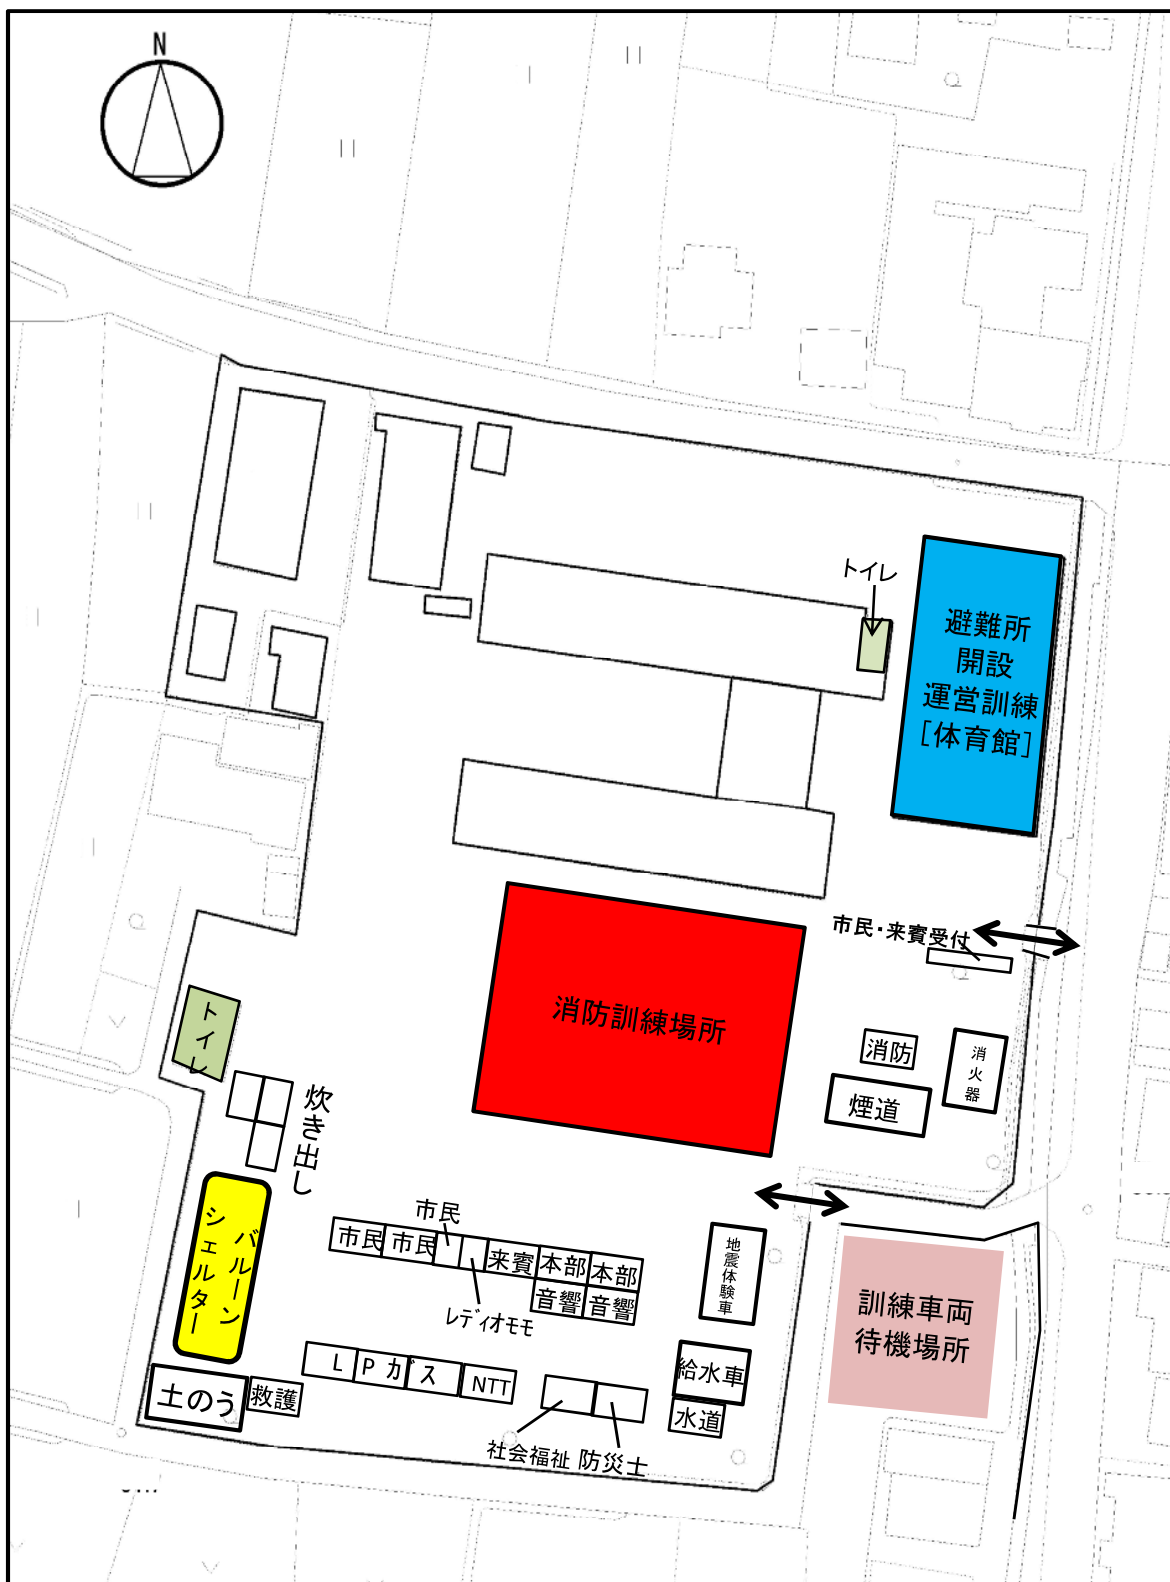 N
トイレ
避難所
開設
運営訓練
[体育館]
市民・来賓受付
消防訓練場所
トイレ
消防
消火器
煙道
炊き出し
バルーン
シェルター
市民
市民
市民
来賓
本部
本部
音響
音響
レディオモモ
地震体験車
訓練車両
待機場所
LPガス
NTT
給水車
水道
土のう
救護
社会福祉
防災士